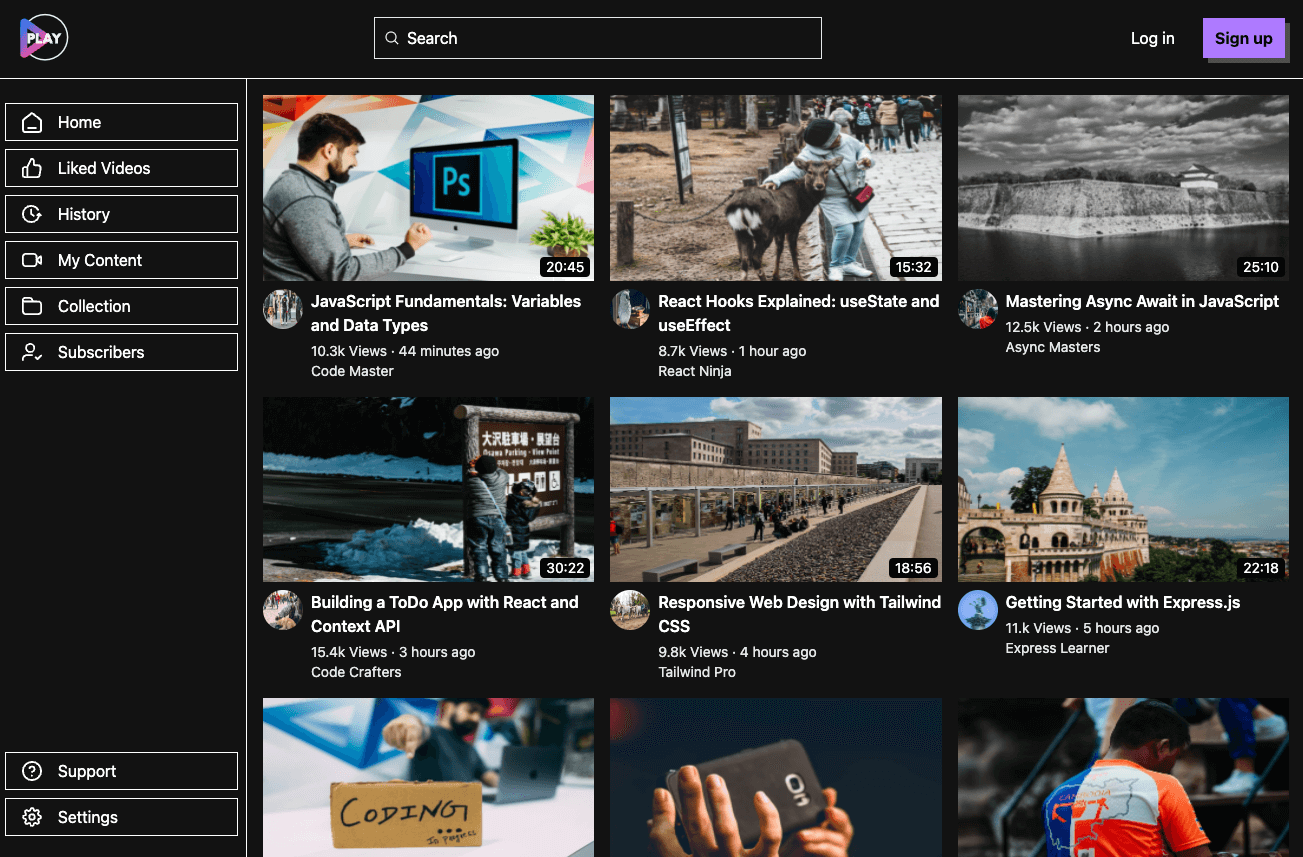 PLAY
Search
Log in
Sign up
Home
Liked Videos
History
My Content
Collection
Subscribers
Support
Settings
Ps
20:45
JavaScript Fundamentals: Variables
and Data Types
10.3k Views · 44 minutes ago
Code Master
15:32
React Hooks Explained: useState and
useEffect
8.7k Views · 1 hour ago
React Ninja
25:10
Mastering Async Await in JavaScript
12.5k Views · 2 hours ago
Async Masters
大沢駐車場・展望台
Osawa Parking - View Point
30:22
Building a ToDo App with React and
Context API
15.4k Views · 3 hours ago
Code Crafters
18:56
Responsive Web Design with Tailwind
CSS
9.8k Views · 4 hours ago
Tailwind Pro
22:18
Getting Started with Express.js
11.k Views · 5 hours ago
Express Learner
CODING
In Progress
CAMBODIA